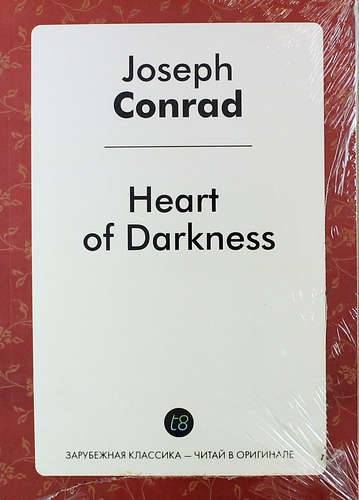 Joseph
Conrad
Heart
of Darkness
t8
ЗАРУБЕЖНАЯ КЛАССИКА — ЧИТАЙ В ОРИГИНАЛЕ